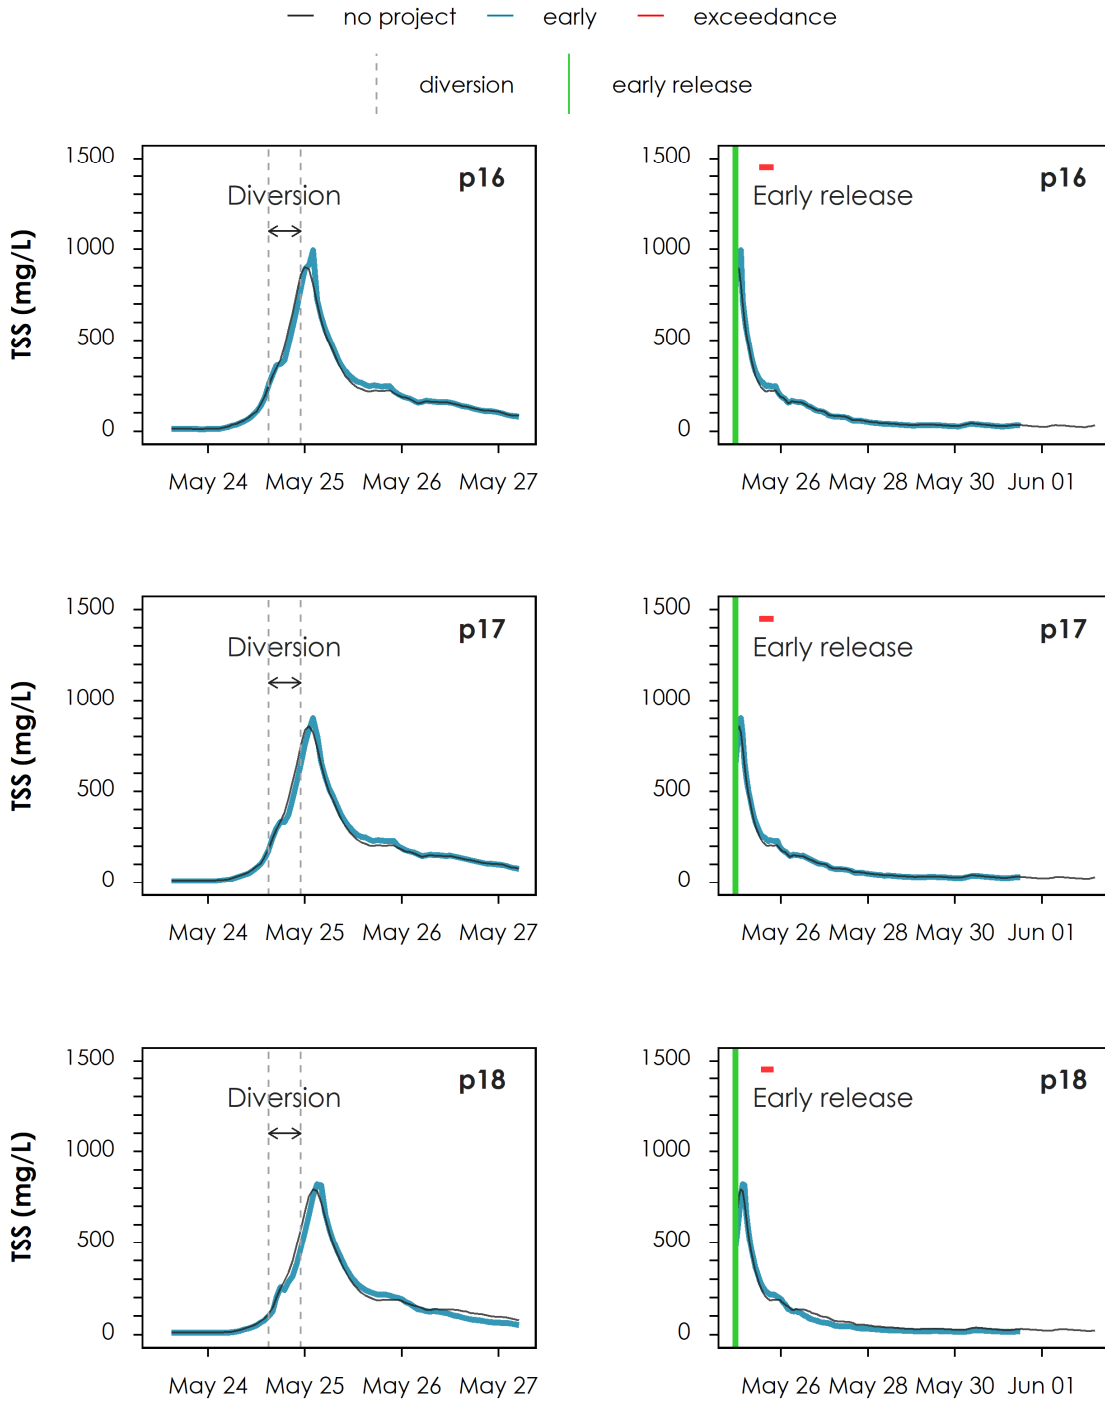 no project early exceedance
diversion early release
TSS (mg/L)
1500
1000
500
0
p16
Diversion
May 24 May 25 May 26 May 27
1500
1000
500
0
p16
Early release
May 26 May 28 May 30 Jun 01
TSS (mg/L)
1500
1000
500
0
p17
Diversion
May 24 May 25 May 26 May 27
1500
1000
500
0
p17
Early release
May 26 May 28 May 30 Jun 01
TSS (mg/L)
1500
1000
500
0
p18
Diversion
May 24 May 25 May 26 May 27
1500
1000
500
0
p18
Early release
May 26 May 28 May 30 Jun 01